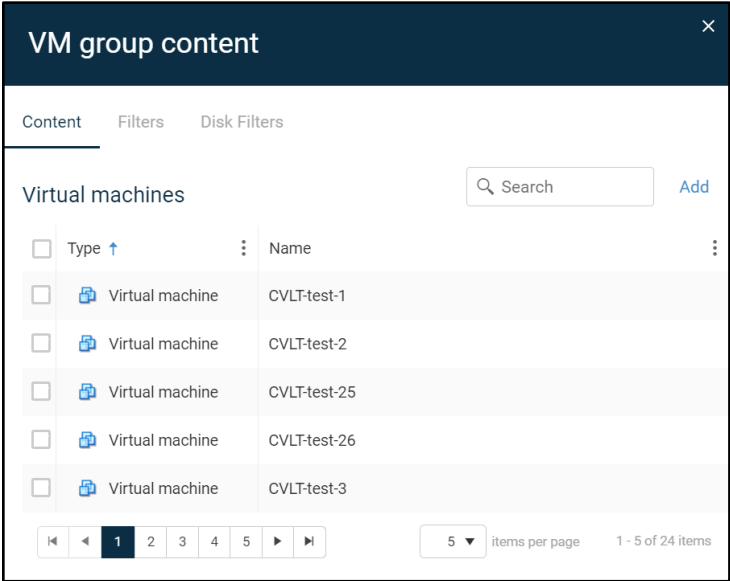 VM group content
Content Filters Disk Filters
Virtual machines Search Add
Type Name
Virtual machine CVLT-test-1
Virtual machine CVLT-test-2
Virtual machine CVLT-test-25
Virtual machine CVLT-test-26
Virtual machine CVLT-test-3
1 2 3 4 5 5 items per page 1 - 5 of 24 items